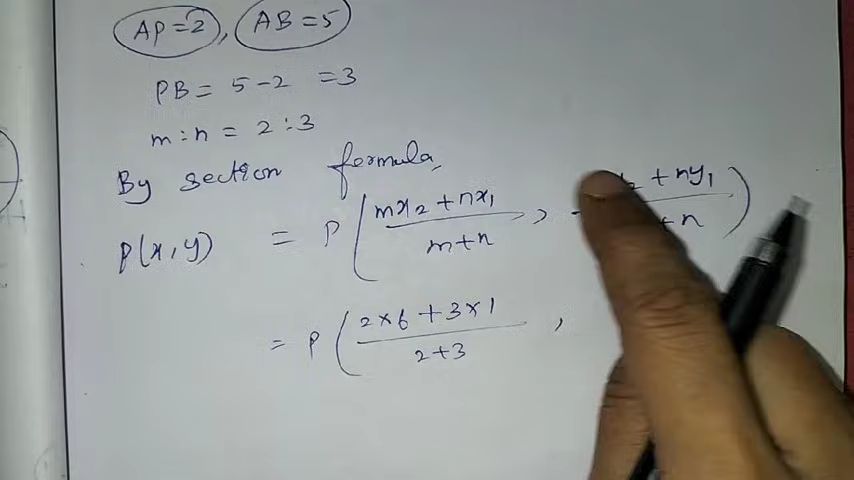 AP=2, AB=5
PB = 5-2 =3
m:n = 2:3
By section formula,
P(x,y) = P( mx₂+nx₁ / m+n , ₂+ny₁ / +n )
= P( 2×6+3×1 / 2+3 ,